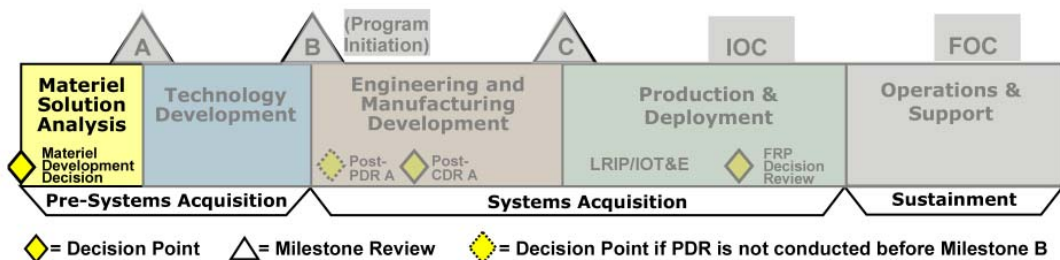 A
B
(Program
Initiation)
C
IOC
FOC
Materiel
Solution
Analysis
Technology
Development
Engineering and
Manufacturing
Development
Production &
Deployment
Operations &
Support
Materiel
Development
Decision
Post-
PDR A
Post-
CDR A
LRIP/IOT&E
FRP
Decision
Review
Pre-Systems Acquisition
Systems Acquisition
Sustainment
= Decision Point
= Milestone Review
= Decision Point if PDR is not conducted before Milestone B